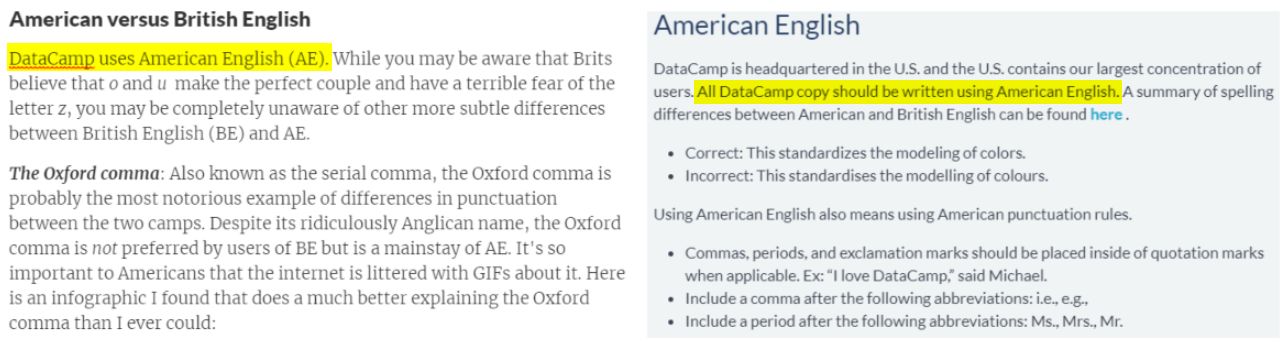 American versus British English
DataCamp uses American English (AE). While you may be aware that Brits
believe that o and u make the perfect couple and have a terrible fear of the
letter z, you may be completely unaware of other more subtle differences
between British English (BE) and AE.
The Oxford comma: Also known as the serial comma, the Oxford comma is
probably the most notorious example of differences in punctuation
between the two camps. Despite its ridiculously Anglican name, the Oxford
comma is not preferred by users of BE but is a mainstay of AE. It's so
important to Americans that the internet is littered with GIFs about it. Here
is an infographic I found that does a much better explaining the Oxford
comma than I ever could:
American English
DataCamp is headquartered in the U.S. and the U.S. contains our largest concentration of
users. All DataCamp copy should be written using American English. A summary of spelling
differences between American and British English can be found here .
• Correct: This standardizes the modeling of colors.
• Incorrect: This standardises the modelling of colours.
Using American English also means using American punctuation rules.
• Commas, periods, and exclamation marks should be placed inside of quotation marks
when applicable. Ex: “I love DataCamp,” said Michael.
• Include a comma after the following abbreviations: i.e., e.g.,
• Include a period after the following abbreviations: Ms., Mrs., Mr.